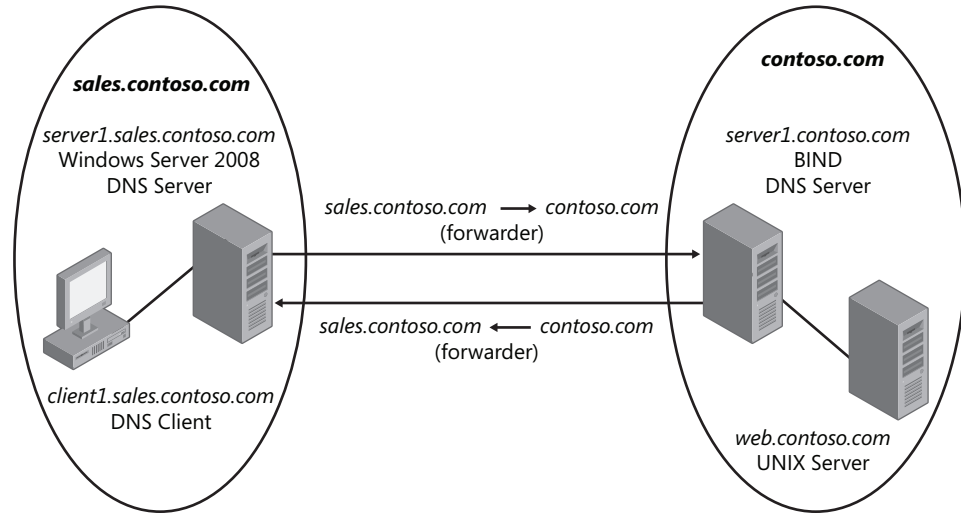 sales.contoso.com
server1.sales.contoso.com
Windows Server 2008
DNS Server
client1.sales.contoso.com
DNS Client
sales.contoso.com → contoso.com
(forwarder)
sales.contoso.com ← contoso.com
(forwarder)
contoso.com
server1.contoso.com
BIND
DNS Server
web.contoso.com
UNIX Server